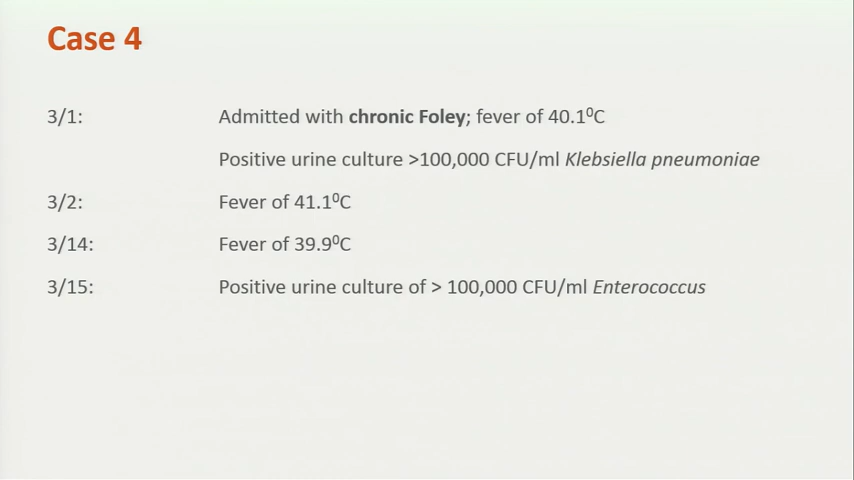 Case 4
3/1: Admitted with chronic Foley; fever of 40.1⁰C
Positive urine culture >100,000 CFU/ml Klebsiella pneumoniae
3/2: Fever of 41.1⁰C
3/14: Fever of 39.9⁰C
3/15: Positive urine culture of > 100,000 CFU/ml Enterococcus